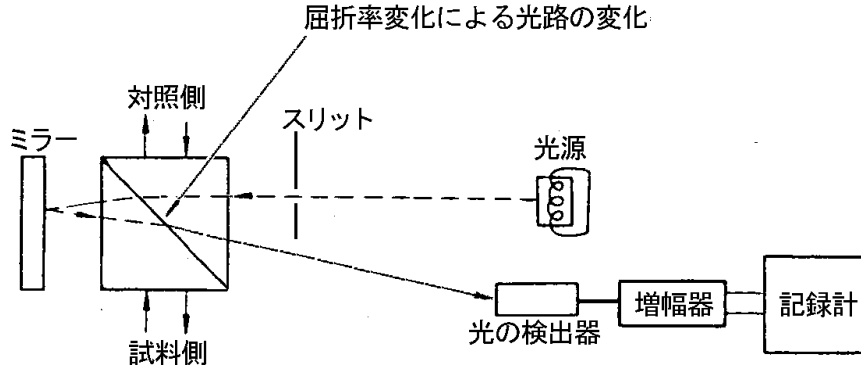 屈折率変化による光路の変化
対照側
スリット
ミラー
光源
増幅器
記録計
光の検出器
試料側